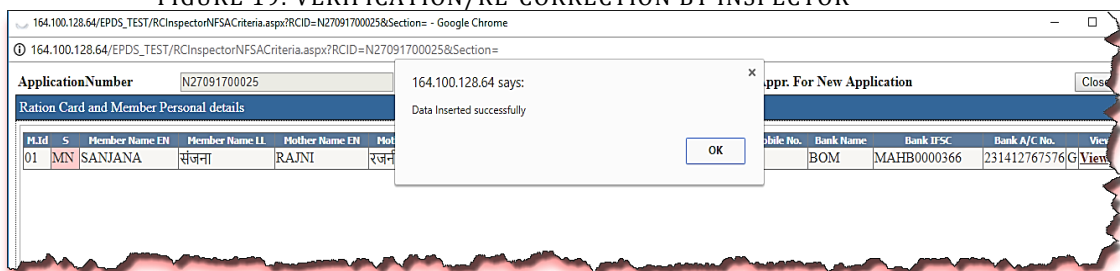 FIGURE 19: VERIFICATION/RE-CORRECTION BY INSPECTOR
164.100.128.64/EPDS_TEST/RCInspectorNFSACriteria.aspx?RCID=N27091700025&Section= - Google Chrome
164.100.128.64/EPDS_TEST/RCInspectorNFSACriteria.aspx?RCID=N27091700025&Section=
ApplicationNumber N27091700025 Appr. For New Application Close
164.100.128.64 says: x
Data Inserted successfully
OK
Ration Card and Member Personal details
M.Id S Member Name EN Member Name LL Mother Name EN Bank Name Bank IFSC Bank A/C No. View
01 MN SANJANA संजना RAJNI BOM MAHB0000366 231412767576 G View